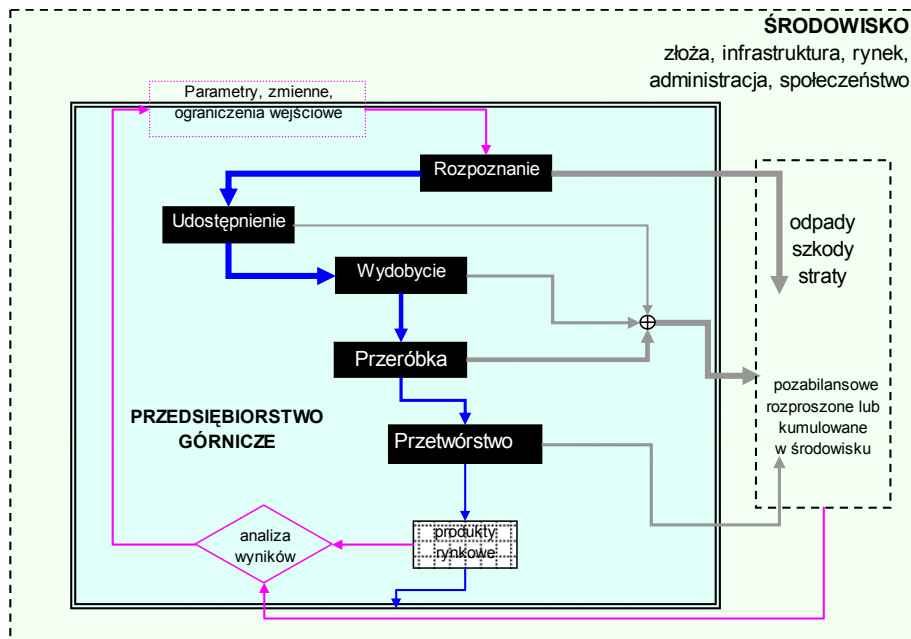 ŚRODOWISKO
złoża, infrastruktura, rynek,
administracja, społeczeństwo
Parametry, zmienne,
ograniczenia wejściowe
Rozpoznanie
Udostępnienie
Wydobycie
Przeróbka
Przetwórstwo
PRZEDSIĘBIORSTWO
GÓRNICZE
produkty
rynkowe
analiza
wyników
odpady
szkody
straty
pozabilansowe
rozproszone lub
kumulowane
w środowisku